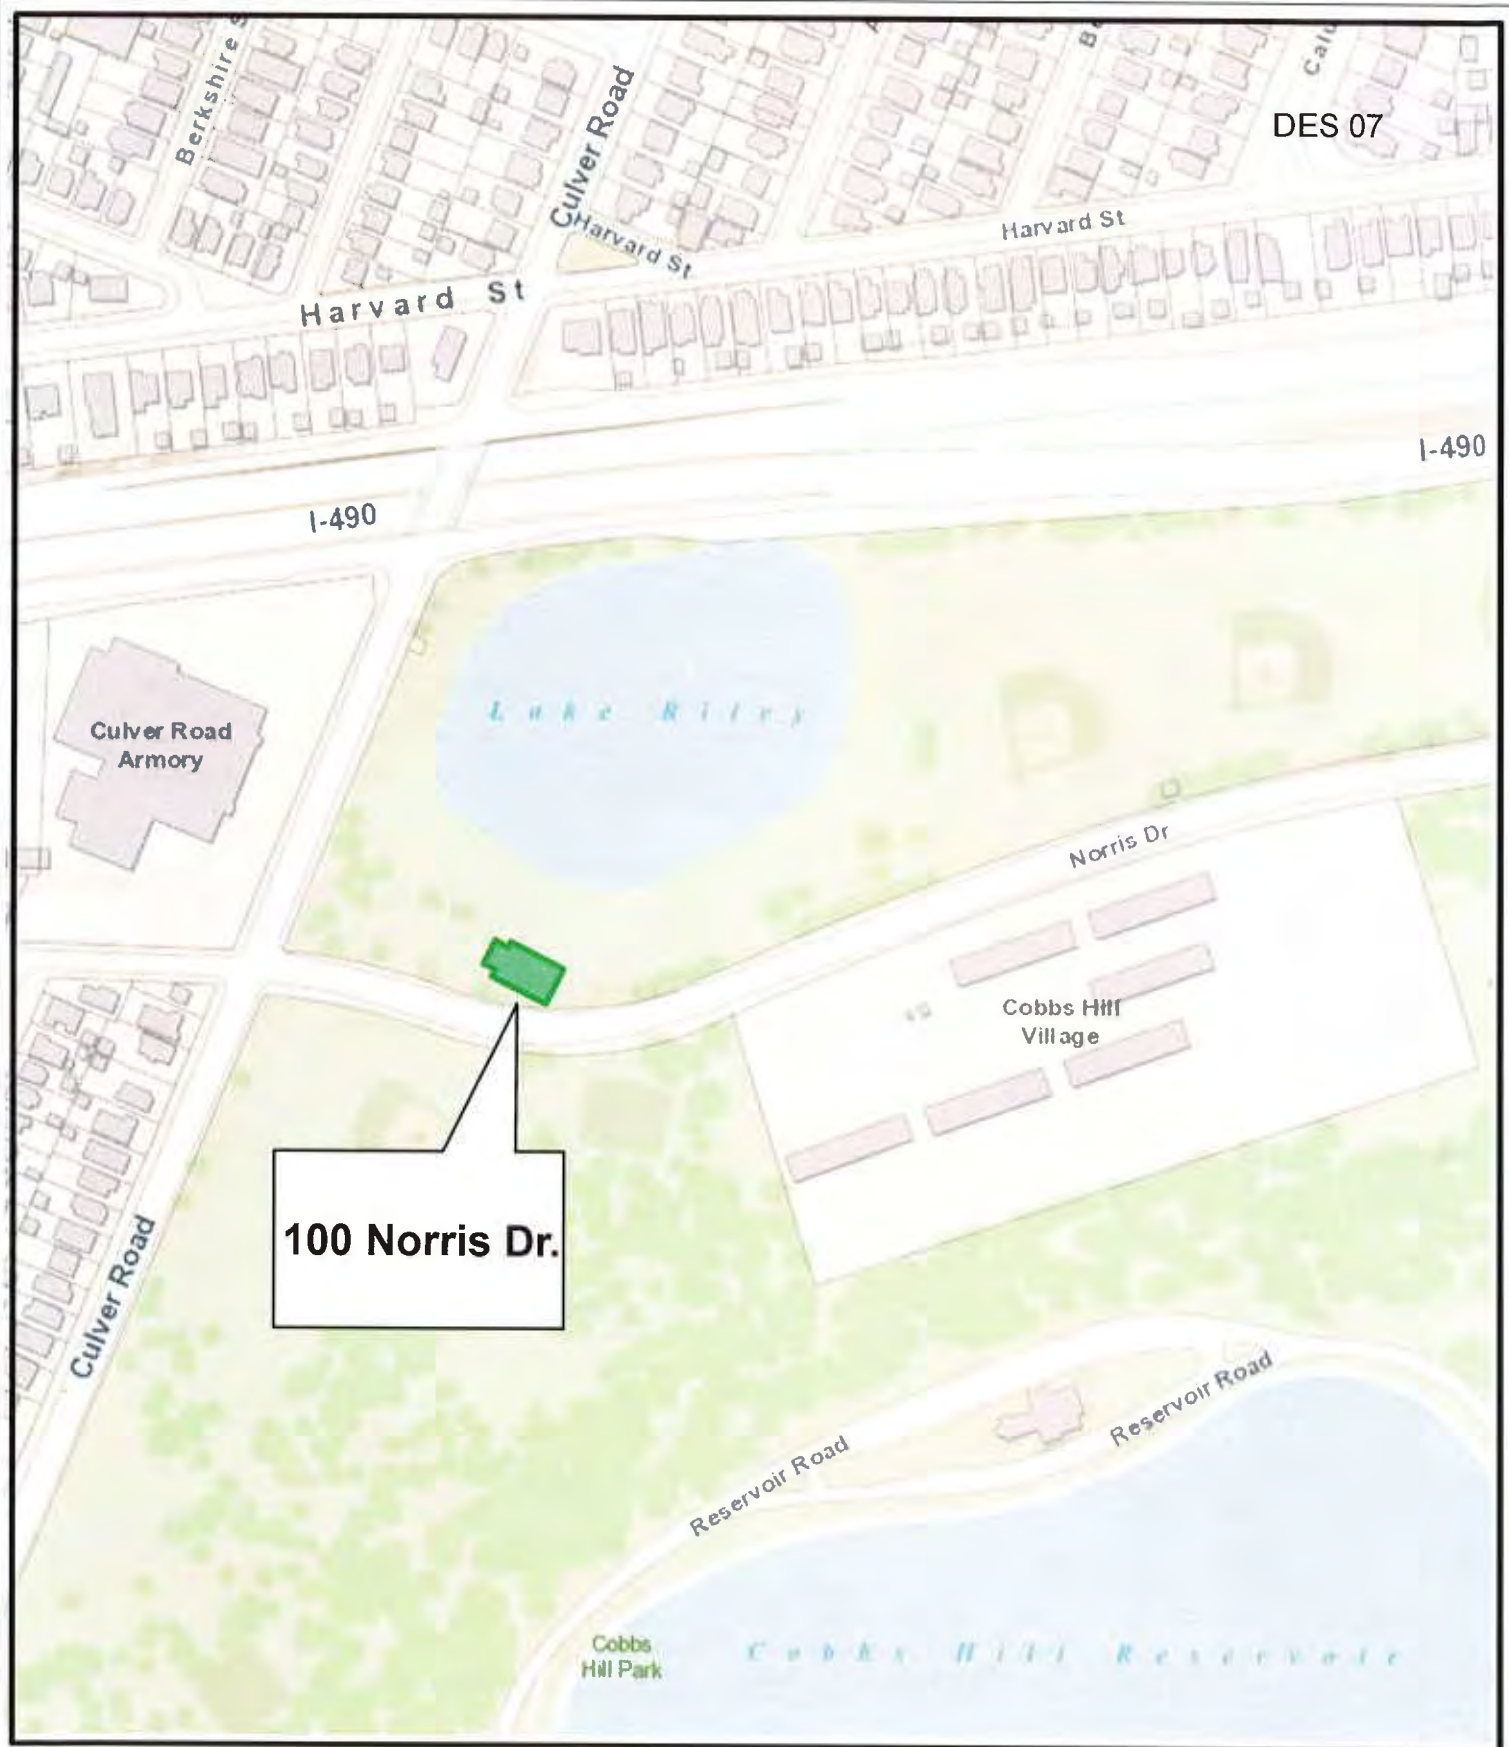 Berkshire S
Culver Road
DES 07
Harvard St
Harvard St
Harvard St
I-490
I-490
Culver Road
Armory
Lake Riley
Norris Dr
Cobbs Hill
Village
100 Norris Dr.
Culver Road
Reservoir Road
Reservoir Road
Cobbs
Hill Park
Cobbs Hill Reservoir